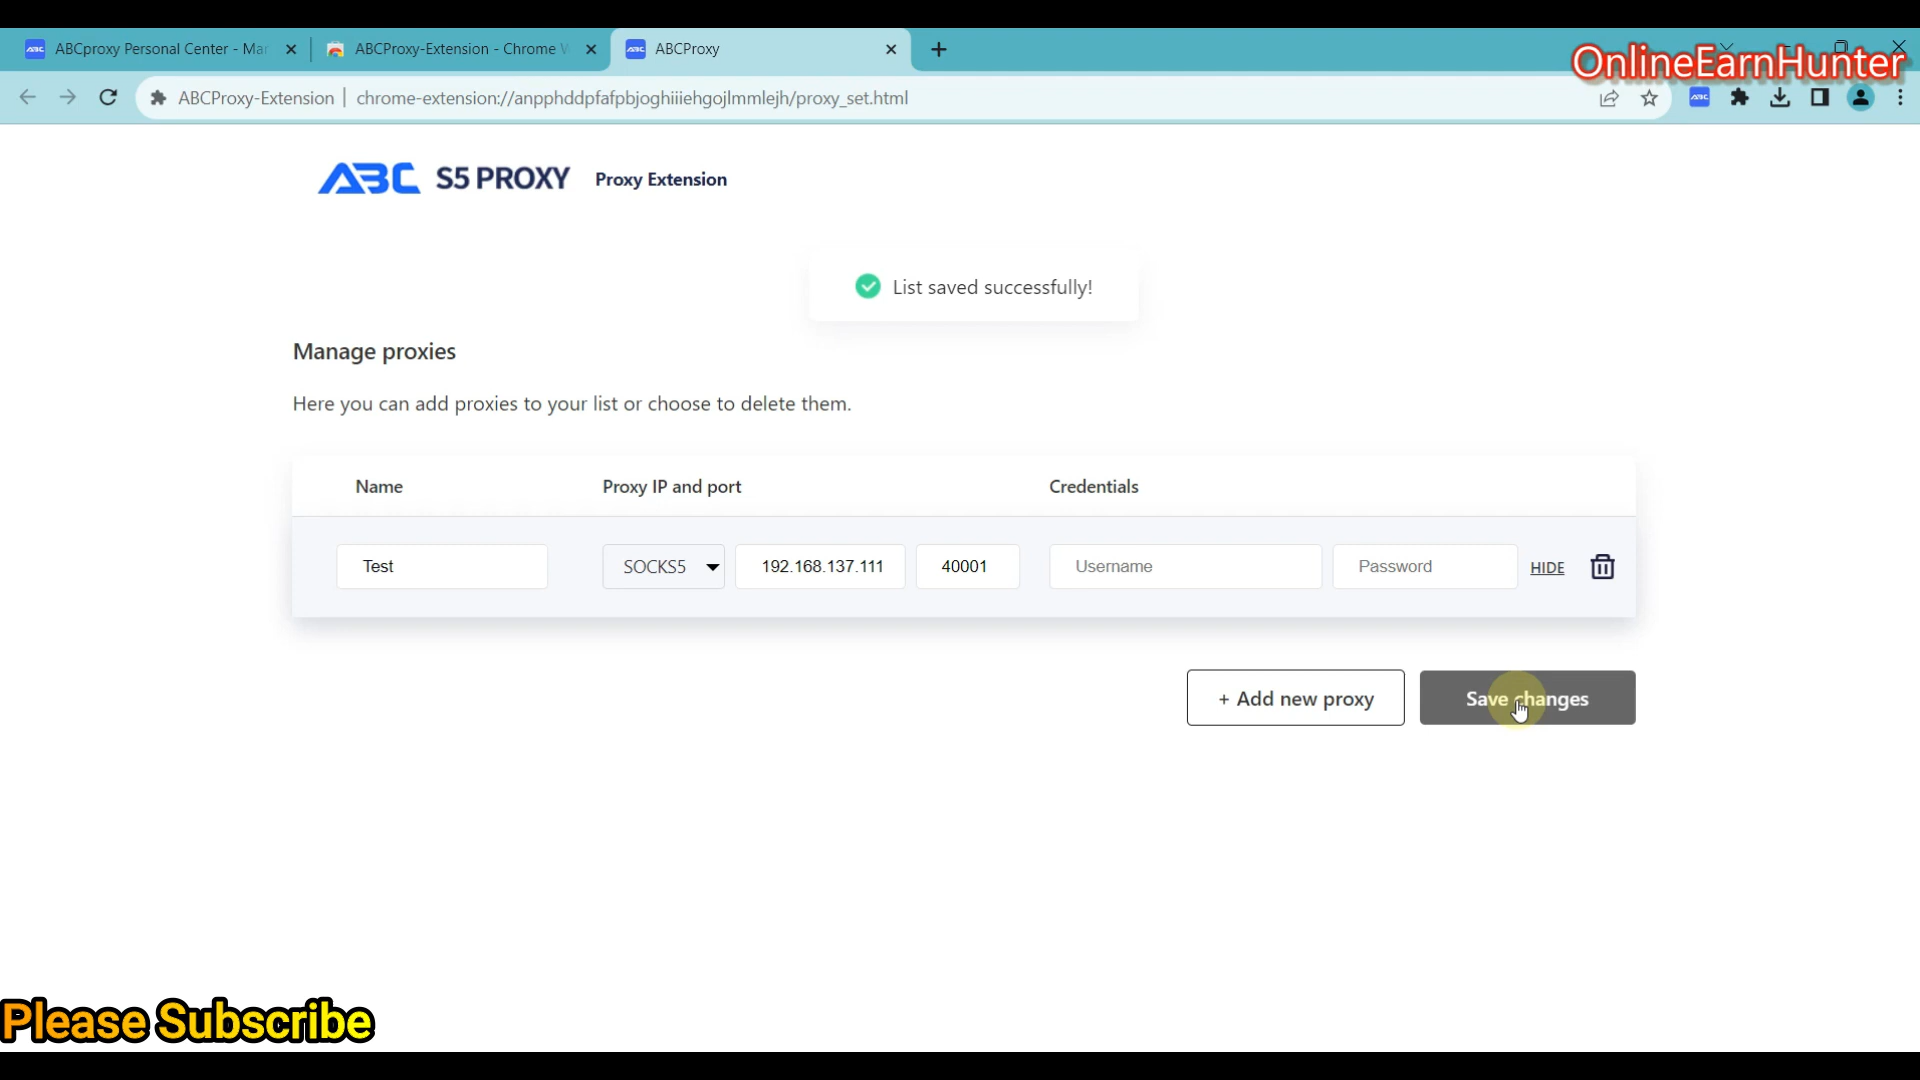 ABCproxy Personal Center - Ma
ABCProxy-Extension - Chrome W
ABCProxy
OnlineEarnHunter
ABCProxy-Extension | chrome-extension://anpphddpfafpbjoghiiiehgojlmmlejh/proxy_set.html
ABC S5 PROXY Proxy Extension
List saved successfully!
Manage proxies
Here you can add proxies to your list or choose to delete them.
Name Proxy IP and port Credentials
Test SOCKS5 192.168.137.111 40001 Username Password HIDE
+ Add new proxy Save changes
Please Subscribe